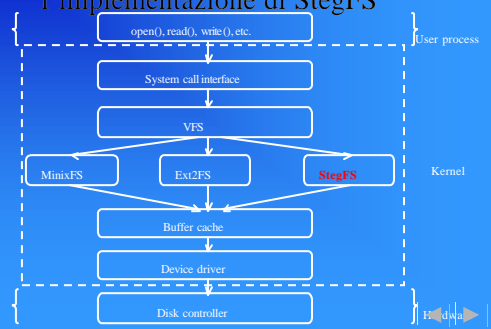 l'implementazione di StegFS
open(), read(), write(), etc.
User process
System call interface
VFS
MinixFS
Ext2FS
StegFS
Kernel
Buffer cache
Device driver
Disk controller